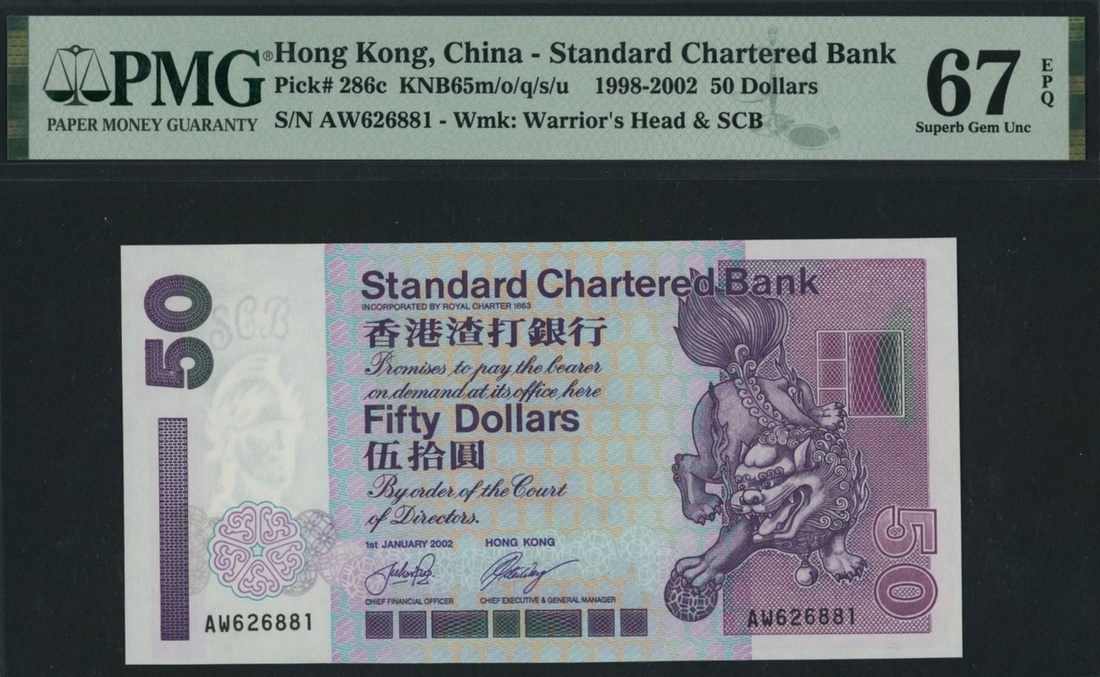 PMG®
PAPER MONEY GUARANTY
Hong Kong, China - Standard Chartered Bank
Pick# 286c KNB65m/o/q/s/u 1998-2002 50 Dollars
S/N AW626881 - Wmk: Warrior's Head & SCB
67
EPQ
Superb Gem Unc
50
SCB
Standard Chartered Bank
INCORPORATED BY ROYAL CHARTER 1853
香港渣打銀行
Promises to pay the bearer
on demand at its office here
Fifty Dollars
伍拾圓
By order of the Court
of Directors.
1st JANUARY 2002 HONG KONG
CHIEF FINANCIAL OFFICER CHIEF EXECUTIVE & GENERAL MANAGER
AW626881
AW626881
50